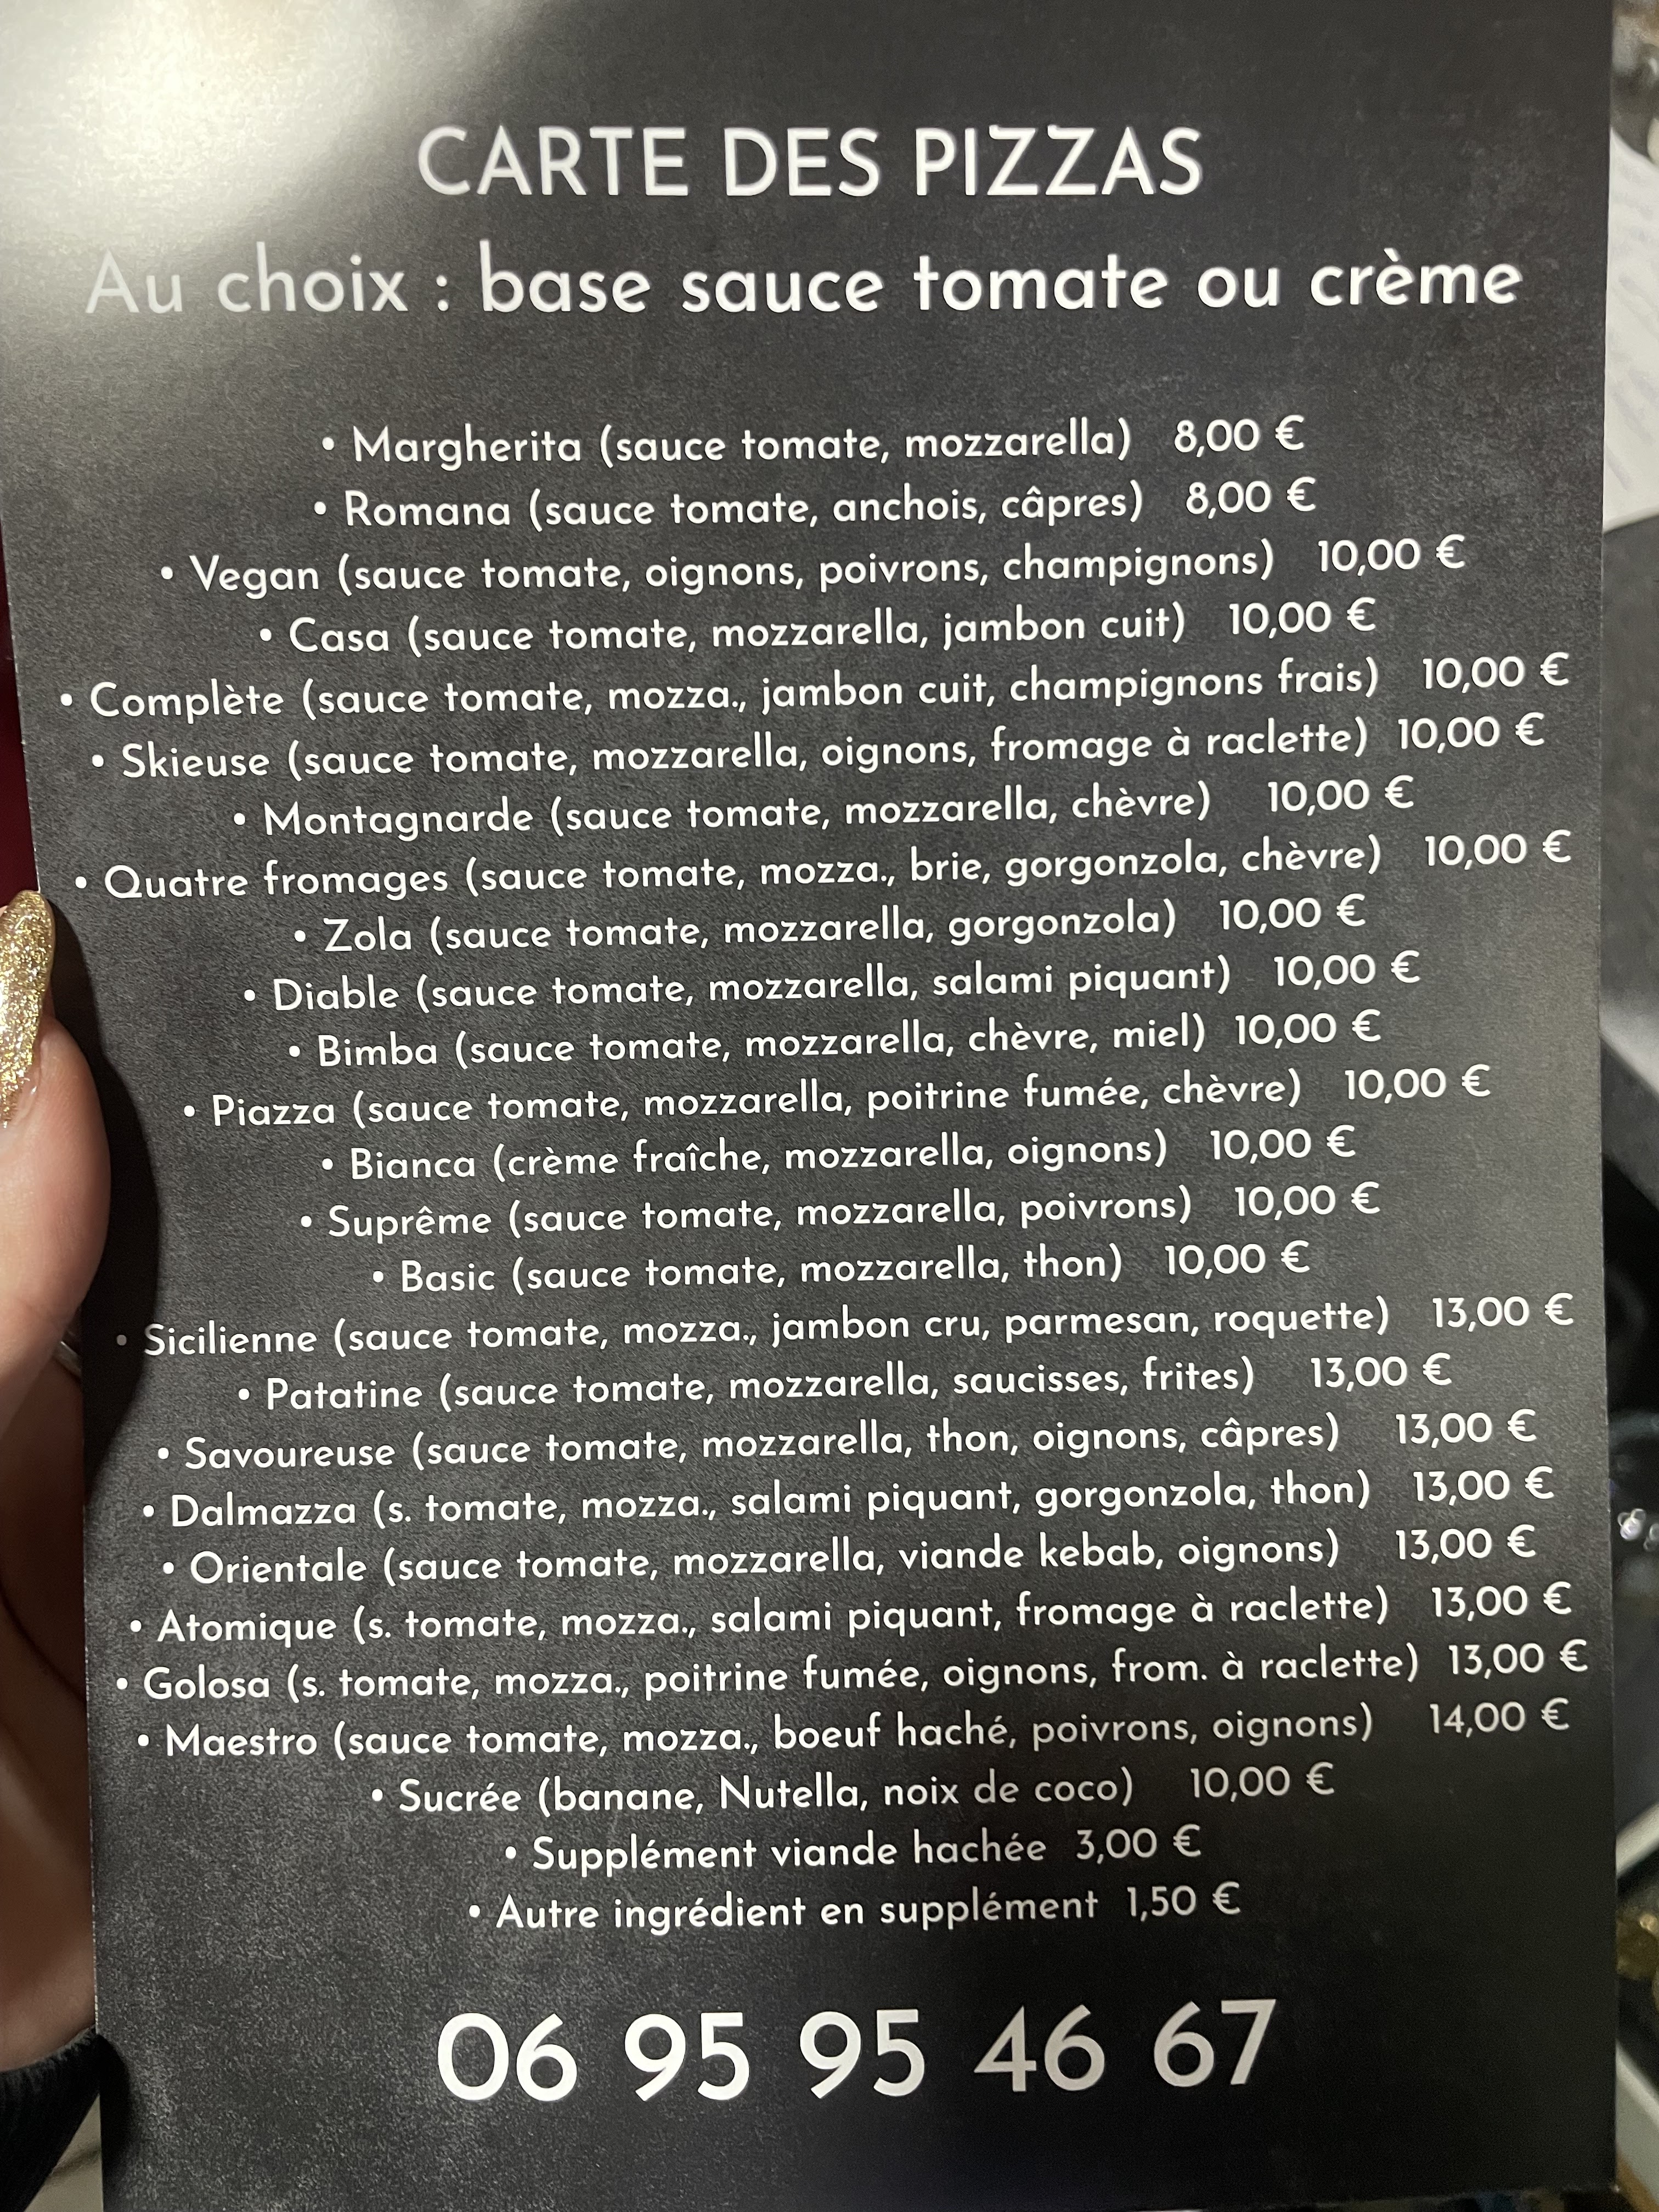 CARTE DES PIZZAS
Au choix : base sauce tomate ou crème
• Margherita (sauce tomate, mozzarella) 8,00 €
• Romana (sauce tomate, anchois, câpres) 8,00 €
• Vegan (sauce tomate, oignons, poivrons, champignons) 10,00 €
• Casa (sauce tomate, mozzarella, jambon cuit) 10,00 €
• Complète (sauce tomate, mozza., jambon cuit, champignons frais) 10,00 €
• Skieuse (sauce tomate, mozzarella, oignons, fromage à raclette) 10,00 €
• Montagnarde (sauce tomate, mozzarella, chèvre) 10,00 €
• Quatre fromages (sauce tomate, mozza., brie, gorgonzola, chèvre) 10,00 €
• Zola (sauce tomate, mozzarella, gorgonzola) 10,00 €
• Diable (sauce tomate, mozzarella, salami piquant) 10,00 €
• Bimba (sauce tomate, mozzarella, chèvre, miel) 10,00 €
• Piazza (sauce tomate, mozzarella, poitrine fumée, chèvre) 10,00 €
• Bianca (crème fraîche, mozzarella, oignons) 10,00 €
• Suprême (sauce tomate, mozzarella, poivrons) 10,00 €
• Basic (sauce tomate, mozzarella, thon) 10,00 €
• Sicilienne (sauce tomate, mozza., jambon cru, parmesan, roquette) 13,00 €
• Patatine (sauce tomate, mozzarella, saucisses, frites) 13,00 €
• Savoureuse (sauce tomate, mozzarella, thon, oignons, câpres) 13,00 €
• Dalmazza (s. tomate, mozza., salami piquant, gorgonzola, thon) 13,00 €
• Orientale (sauce tomate, mozzarella, viande kebab, oignons) 13,00 €
• Atomique (s. tomate, mozza., salami piquant, fromage à raclette) 13,00 €
• Golosa (s. tomate, mozza., poitrine fumée, oignons, from. à raclette) 13,00 €
• Maestro (sauce tomate, mozza., boeuf haché, poivrons, oignons) 14,00 €
• Sucrée (banane, Nutella, noix de coco) 10,00 €
• Supplément viande hachée 3,00 €
• Autre ingrédient en supplément 1,50 €
06 95 95 46 67